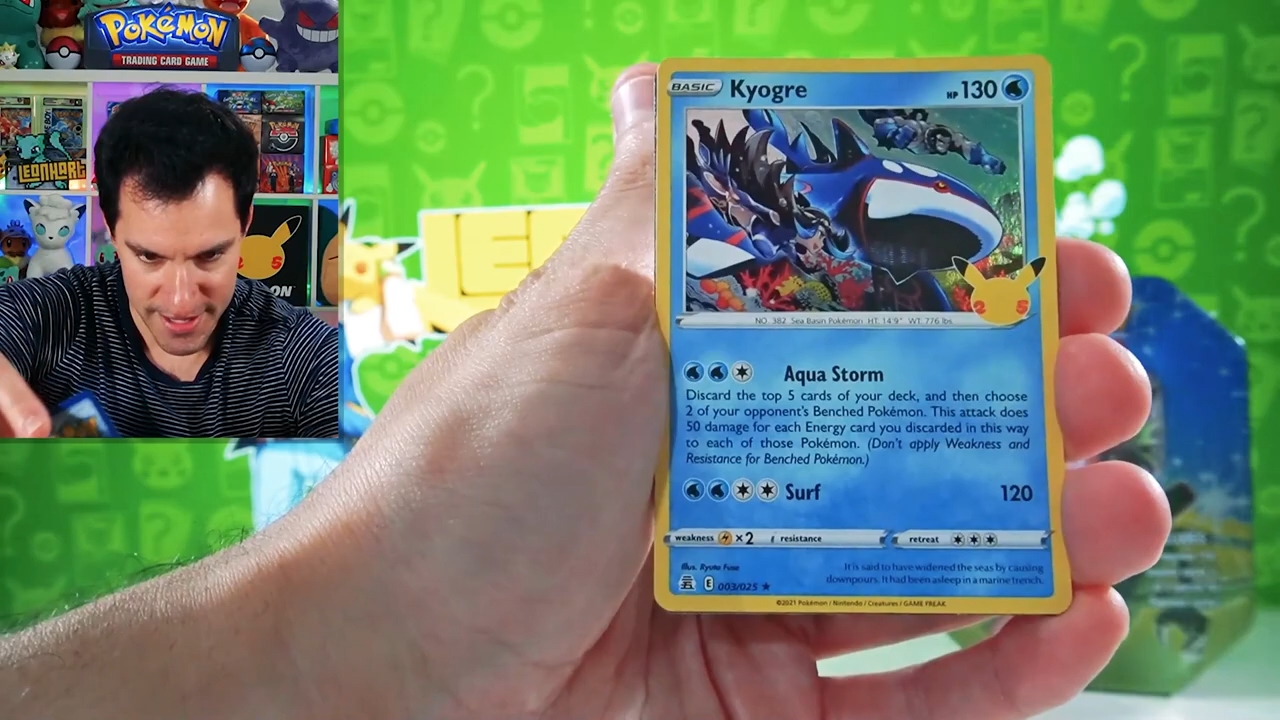 POKéMON
TRADING CARD GAME
LEONHART
BASIC Kyogre HP 130
25
NO. 382 Sea Basin Pokémon HT: 14'9" WT: 776 lbs.
Aqua Storm
Discard the top 5 cards of your deck, and then choose
2 of your opponent's Benched Pokémon. This attack does
50 damage for each Energy card you discarded in this way
to each of those Pokémon. (Don't apply Weakness and
Resistance for Benched Pokémon.)
Surf 120
weakness ×2 resistance retreat
Illus. Ryota Fuse
It is said to have widened the seas by causing
downpours. It had been asleep in a marine trench.
E 003/025 ★
©2021 Pokémon / Nintendo / Creatures / GAME FREAK